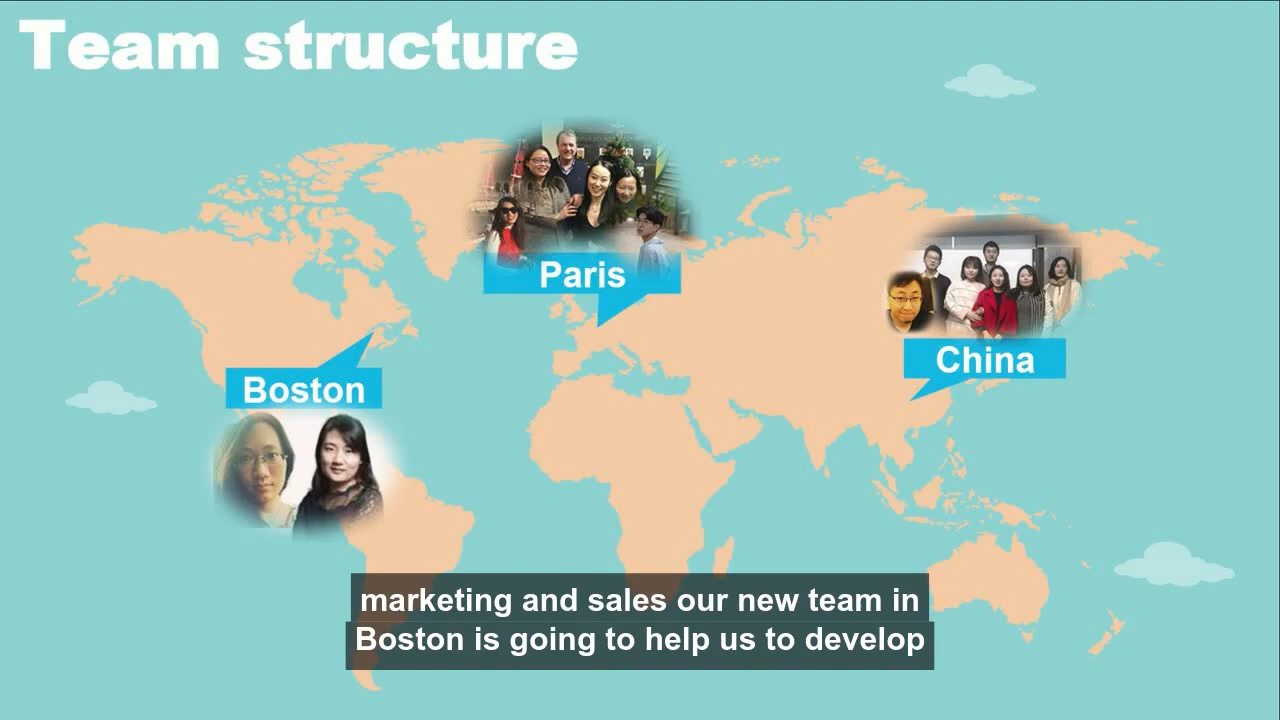 Team structure
Paris
China
Boston
marketing and sales our new team in
Boston is going to help us to develop